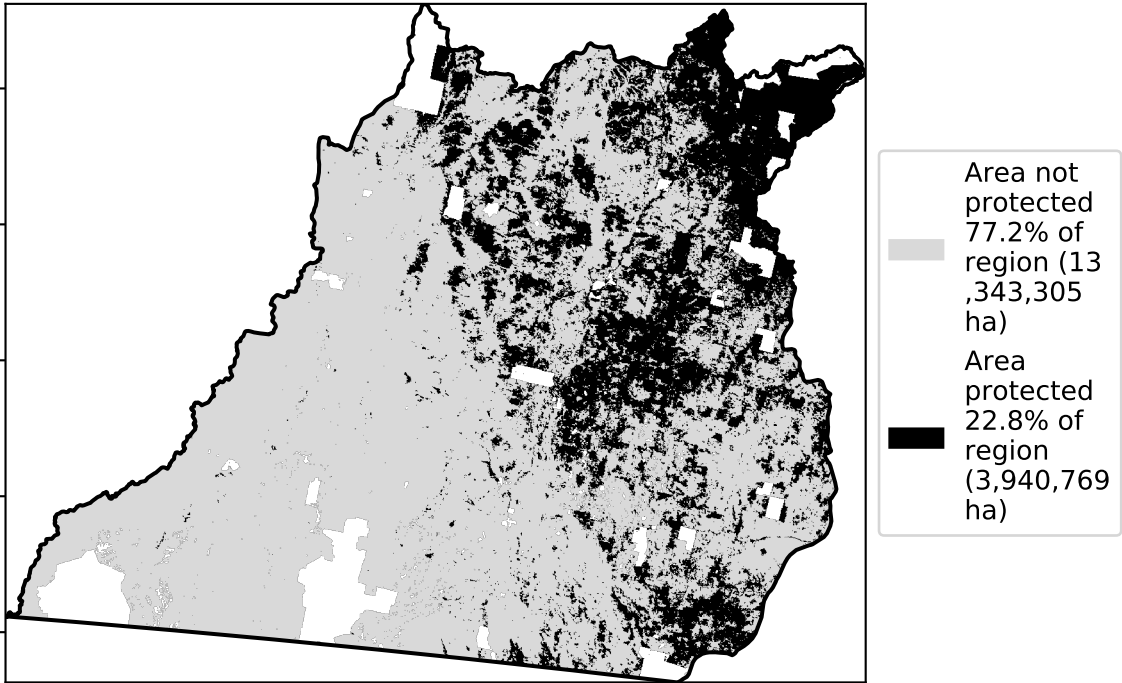 Area not
protected
77.2% of
region (13
,343,305
ha)
Area
protected
22.8% of
region
(3,940,769
ha)